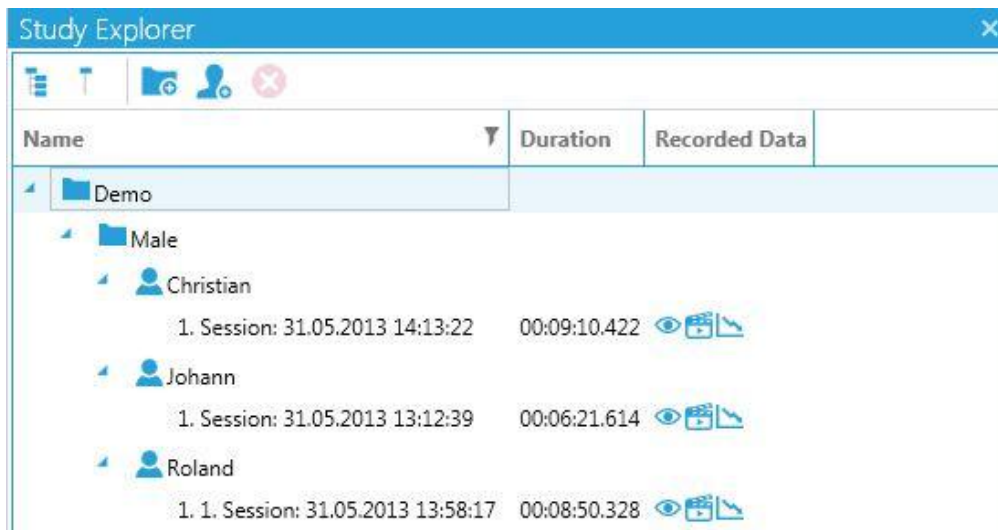 Study Explorer
Name Duration Recorded Data
Demo
Male
Christian
1. Session: 31.05.2013 14:13:22 00:09:10.422
Johann
1. Session: 31.05.2013 13:12:39 00:06:21.614
Roland
1. 1. Session: 31.05.2013 13:58:17 00:08:50.328